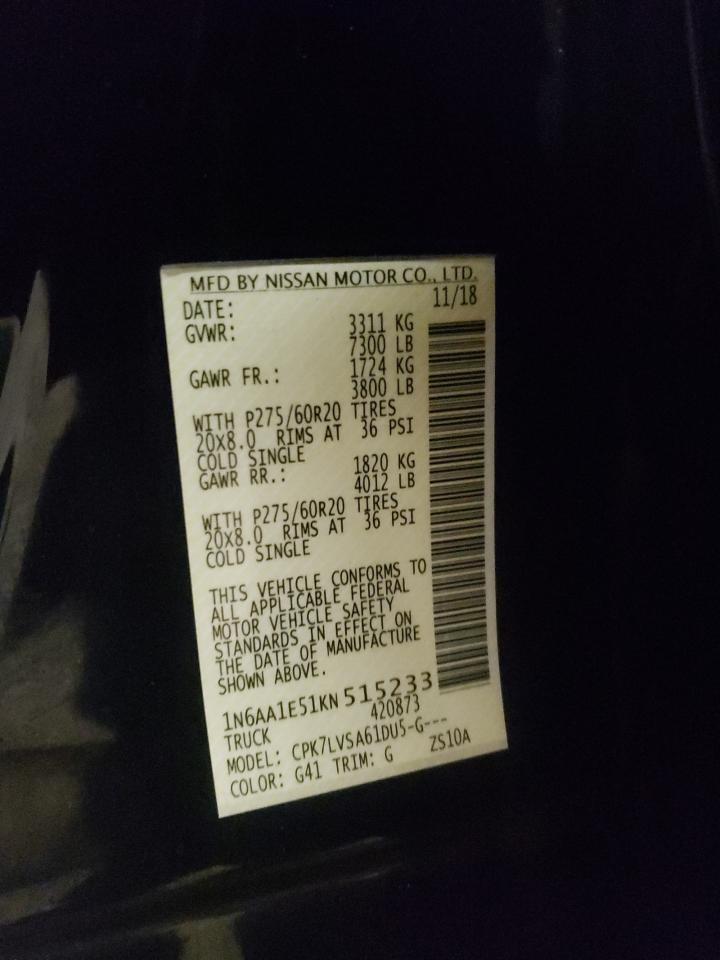 MFD BY NISSAN MOTOR CO., LTD.
DATE: 11/18
GVWR: 3311 KG
7300 LB
GAWR FR.: 1724 KG
3800 LB
WITH P275/60R20 TIRES
20X8.0 RIMS AT 36 PSI
COLD SINGLE
GAWR RR.: 1820 KG
4012 LB
WITH P275/60R20 TIRES
20X8.0 RIMS AT 36 PSI
COLD SINGLE
THIS VEHICLE CONFORMS TO
ALL APPLICABLE FEDERAL
MOTOR VEHICLE SAFETY
STANDARDS IN EFFECT ON
THE DATE OF MANUFACTURE
SHOWN ABOVE.
1N6AA1E51KN515233
TRUCK 420873
MODEL: CPK7LVSA61DU5-G---
COLOR: G41 TRIM: G ZS10A